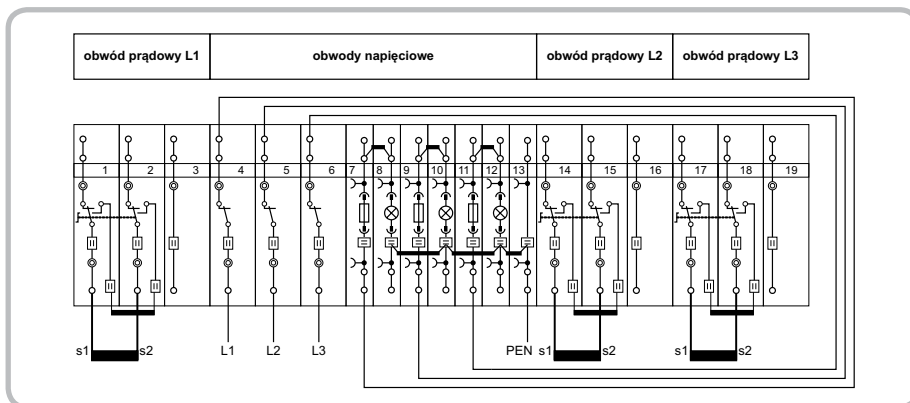 obwód prądowy L1 obwody napięciowe obwód prądowy L2 obwód prądowy L3
1 2 3 4 5 6 7 8 9 10 11 12 13 14 15 16 17 18 19
s1 s2 L1 L2 L3 PEN s1 s2 s1 s2